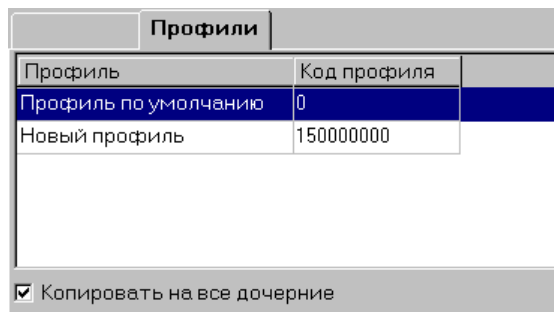 Профили
Профиль Код профиля
Профиль по умолчанию 0
Новый профиль 150000000
Копировать на все дочерние